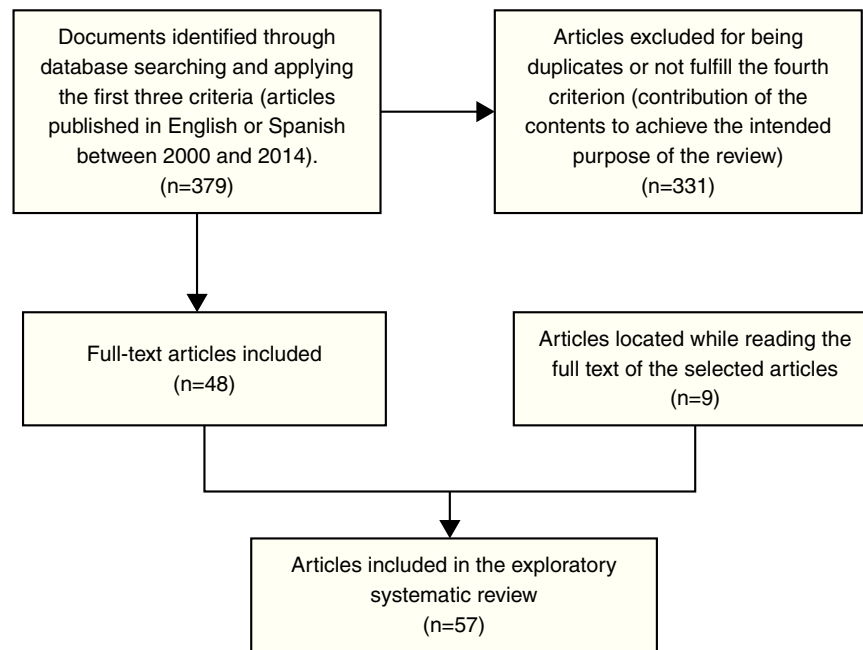 Documents identified through
database searching and applying
the first three criteria (articles
published in English or Spanish
between 2000 and 2014).
(n=379)
Articles excluded for being
duplicates or not fulfill the fourth
criterion (contribution of the
contents to achieve the intended
purpose of the review)
(n=331)
Full-text articles included
(n=48)
Articles located while reading the
full text of the selected articles
(n=9)
Articles included in the exploratory
systematic review
(n=57)